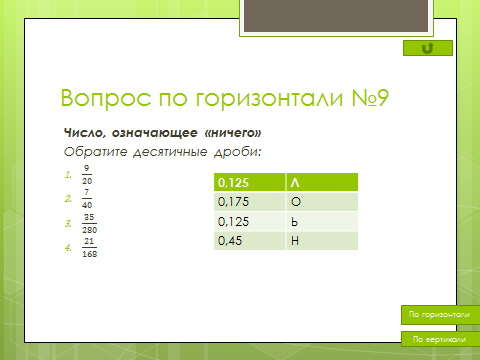 Вопрос по горизонтали №9
Число, означающее «ничего»
Обратите десятичные дроби:
1. 9/20
2. 7/40
3. 35/280
4. 21/168
0,125 Л
0,175 О
0,125 Ь
0,45 Н
По горизонтали
По вертикали